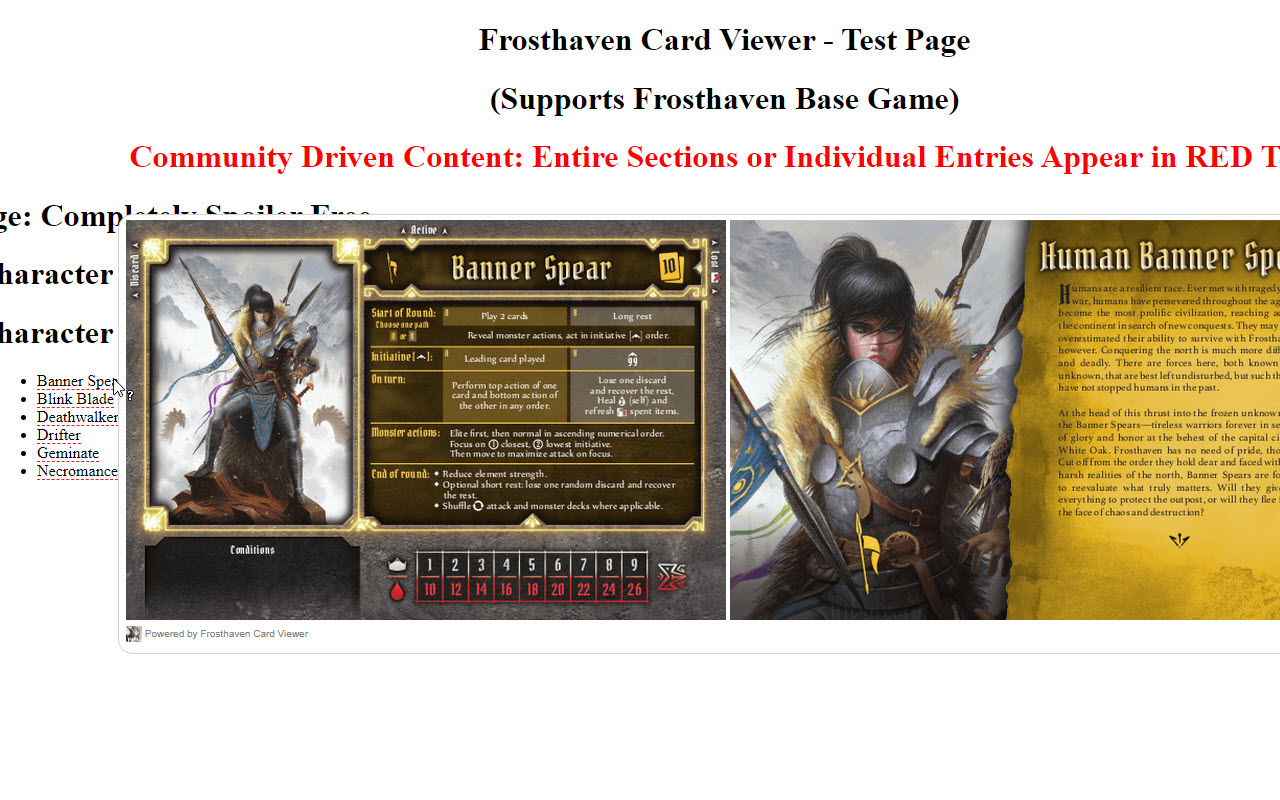 Frosthaven Card Viewer - Test Page
(Supports Frosthaven Base Game)
Community Driven Content: Entire Sections or Individual Entries Appear in RED T
ge: Completely Spoiler Free
haracter
haracter
Banner Spea
Blink Blade
Deathwalker
Drifter
Geminate
Necromance
?
Active
Discard
Lost
Banner Spear
10
Start of Round:
Choose one path
or
Play 2 cards
Long rest
Reveal monster actions, act in initiative [ ] order.
Initiative [ ]:
Leading card played
99
On turn:
Perform top action of one
card and bottom action of
the other in any order.
Lose one discard
and recover the rest,
Heal 2 (self) and
refresh spent items.
Monster actions:
Elite first, then normal in ascending numerical order.
Focus on ① closest, ② lowest initiative.
Then move to maximize attack on focus.
End of round:
◆ Reduce element strength.
◆ Optional short rest: lose one random discard and recover
the rest.
◆ Shuffle attack and monster decks where applicable.
Conditions
1 2 3 4 5 6 7 8 9
10 12 14 16 18 20 22 24 26
Human Banner Spe
Humans are a resilient race. Ever met with tragedy
war, humans have persevered throughout the ag
become the most prolific civilization, reaching ac
the continent in search of new conquests. They may
overestimated their ability to survive with Frostha
however. Conquering the north is much more diff
and deadly. There are forces here, both known
unknown, that are best left undisturbed, but such th
have not stopped humans in the past.
At the head of this thrust into the frozen unknow
the Banner Spears—tireless warriors forever in se
of glory and honor at the behest of the capital ci
White Oak. Frosthaven has no need of pride, tho
Cut off from the order they hold dear and faced with
harsh realities of the north, Banner Spears are fo
to reevaluate what truly matters. Will they give
everything to protect the outpost, or will they flee i
the face of chaos and destruction?
Powered by Frosthaven Card Viewer